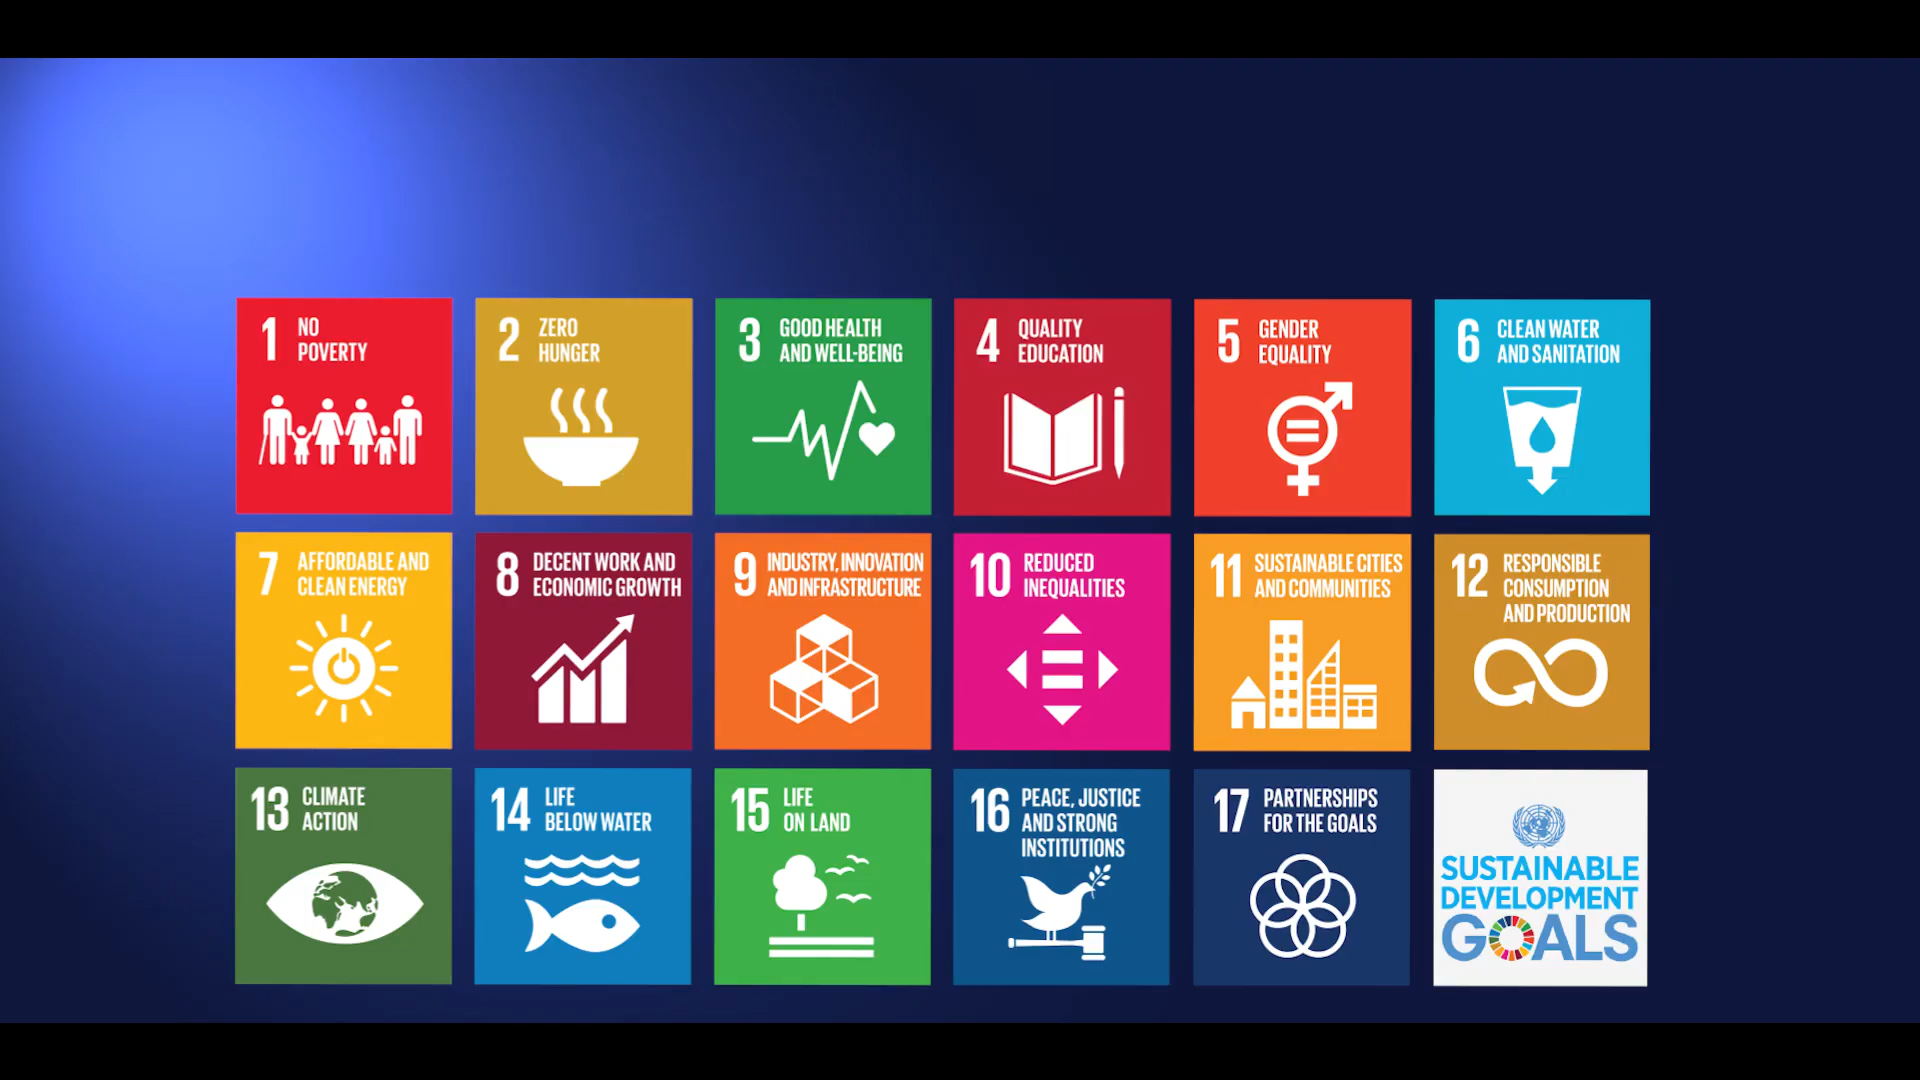 1 NO
POVERTY
2 ZERO
HUNGER
3 GOOD HEALTH
AND WELL-BEING
4 QUALITY
EDUCATION
5 GENDER
EQUALITY
6 CLEAN WATER
AND SANITATION
7 AFFORDABLE AND
CLEAN ENERGY
8 DECENT WORK AND
ECONOMIC GROWTH
9 INDUSTRY, INNOVATION
AND INFRASTRUCTURE
10 REDUCED
INEQUALITIES
11 SUSTAINABLE CITIES
AND COMMUNITIES
12 RESPONSIBLE
CONSUMPTION
AND PRODUCTION
13 CLIMATE
ACTION
14 LIFE
BELOW WATER
15 LIFE
ON LAND
16 PEACE, JUSTICE
AND STRONG
INSTITUTIONS
17 PARTNERSHIPS
FOR THE GOALS
SUSTAINABLE
DEVELOPMENT
GOALS